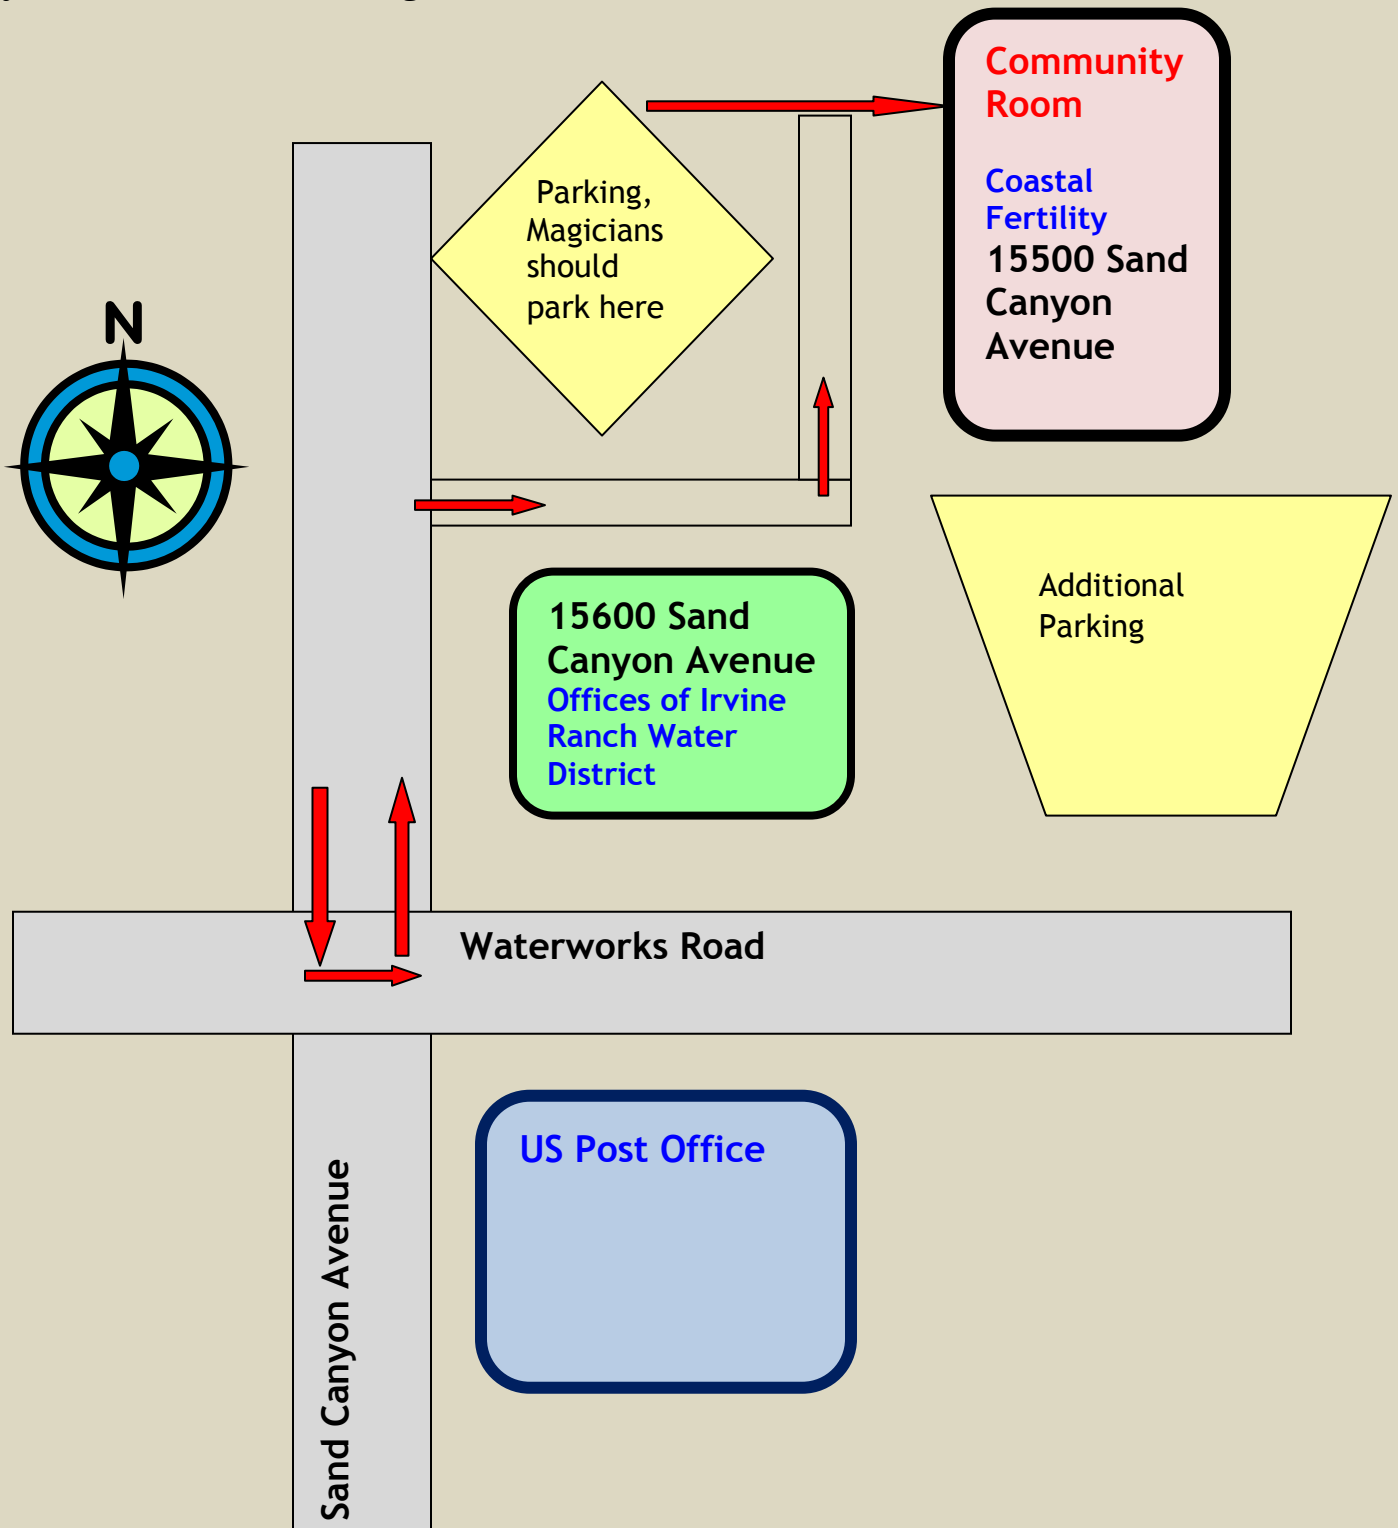 Community
Room
Coastal
Fertility
15500 Sand
Canyon
Avenue
Parking,
Magicians
should
park here
N
Additional
Parking
15600 Sand
Canyon Avenue
Offices of Irvine
Ranch Water
District
Waterworks Road
US Post Office
Sand Canyon Avenue